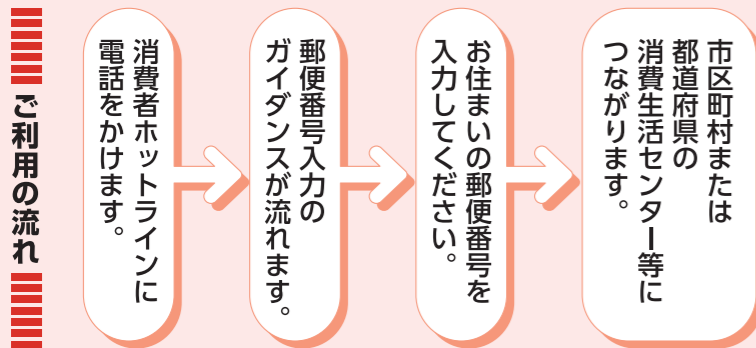 ご利用の流れ
消費者ホットラインに
電話をかけます。
郵便番号入力の
ガイダンスが流れます。
お住まいの郵便番号を
入力してください。
市区町村または
都道府県の
消費生活センター等に
つながります。